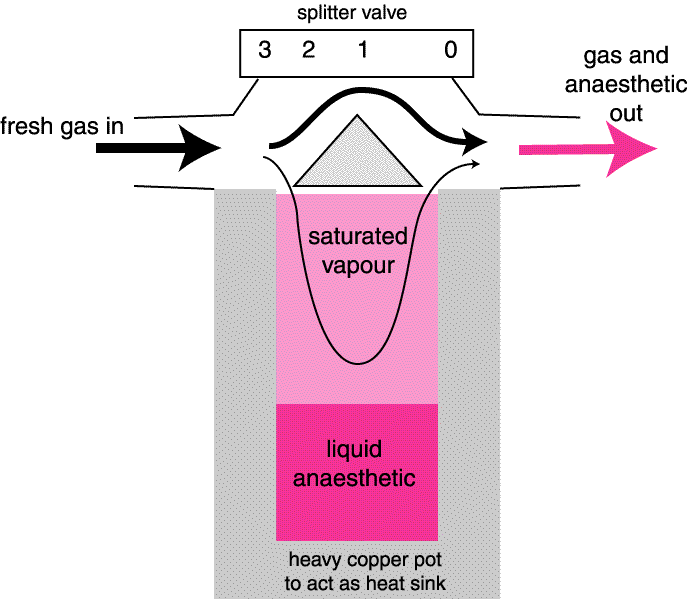 splitter valve
3 2 1 0
gas and
anaesthetic
out
fresh gas in
saturated
vapour
liquid
anaesthetic
heavy copper pot
to act as heat sink